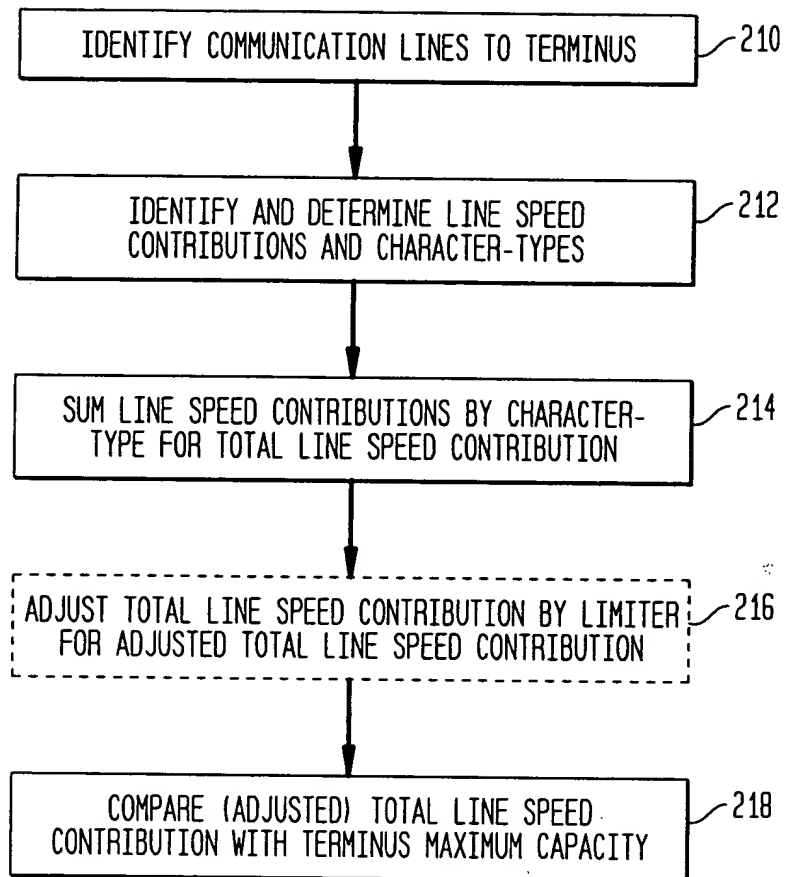 IDENTIFY COMMUNICATION LINES TO TERMINUS
210
IDENTIFY AND DETERMINE LINE SPEED
CONTRIBUTIONS AND CHARACTER-TYPES
212
SUM LINE SPEED CONTRIBUTIONS BY CHARACTER-
TYPE FOR TOTAL LINE SPEED CONTRIBUTION
214
ADJUST TOTAL LINE SPEED CONTRIBUTION BY LIMITER
FOR ADJUSTED TOTAL LINE SPEED CONTRIBUTION
216
COMPARE (ADJUSTED) TOTAL LINE SPEED
CONTRIBUTION WITH TERMINUS MAXIMUM CAPACITY
218